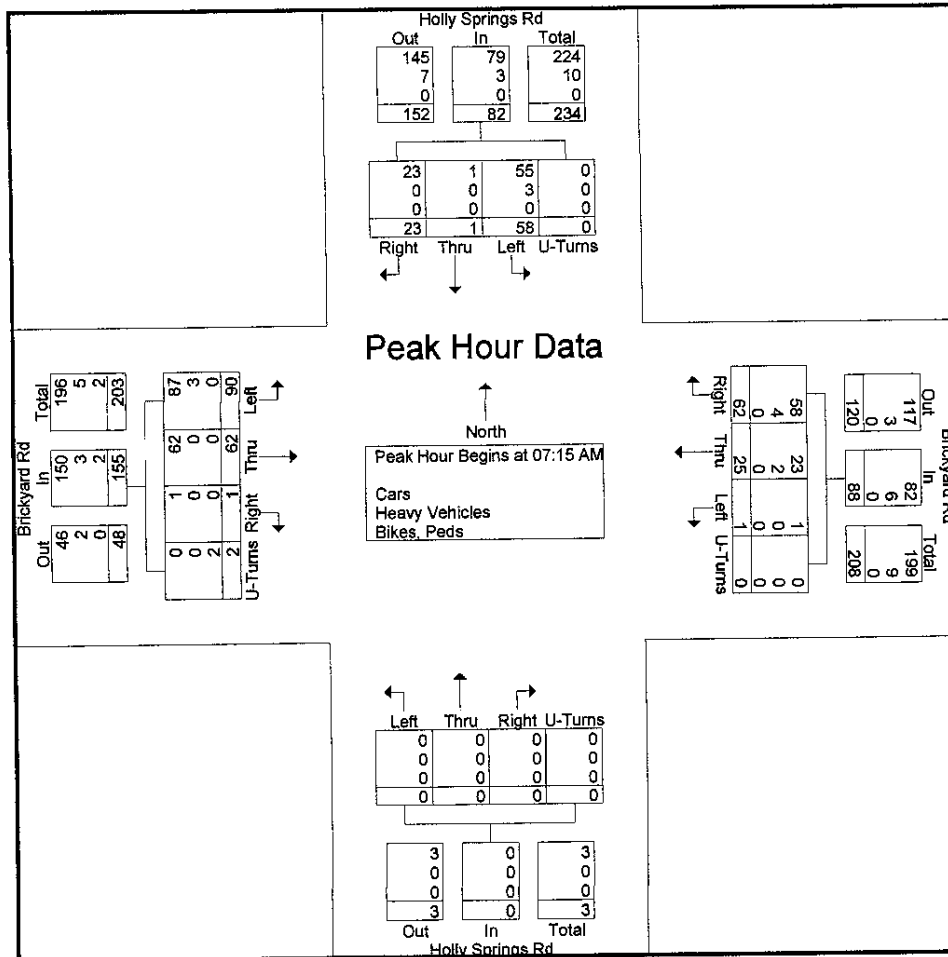 Holly Springs Rd
Out In Total
145 79 224
7 3 10
0 0 0
152 82 234
23 1 55 0
0 0 3 0
0 0 0 0
23 1 58 0
Right Thru Left U-Turns
Peak Hour Data
North
Peak Hour Begins at 07:15 AM
Cars
Heavy Vehicles
Bikes, Peds
Brickyard Rd
Out In Total
46 150 196
2 3 5
0 2 2
48 155 203
U-Turns Right Thru Left
0 1 62 87
0 0 0 3
2 0 0 0
2 1 62 90
Right Thru Left U-Turns
58 23 1 0
4 2 0 0
0 0 0 0
62 25 1 0
Brickyard Rd
Out In Total
117 82 199
3 6 9
0 0 0
120 88 208
Left Thru Right U-Turns
0 0 0 0
0 0 0 0
0 0 0 0
0 0 0 0
3 0 3
0 0 0
0 0 0
3 0 3
Out In Total
Holly Springs Rd